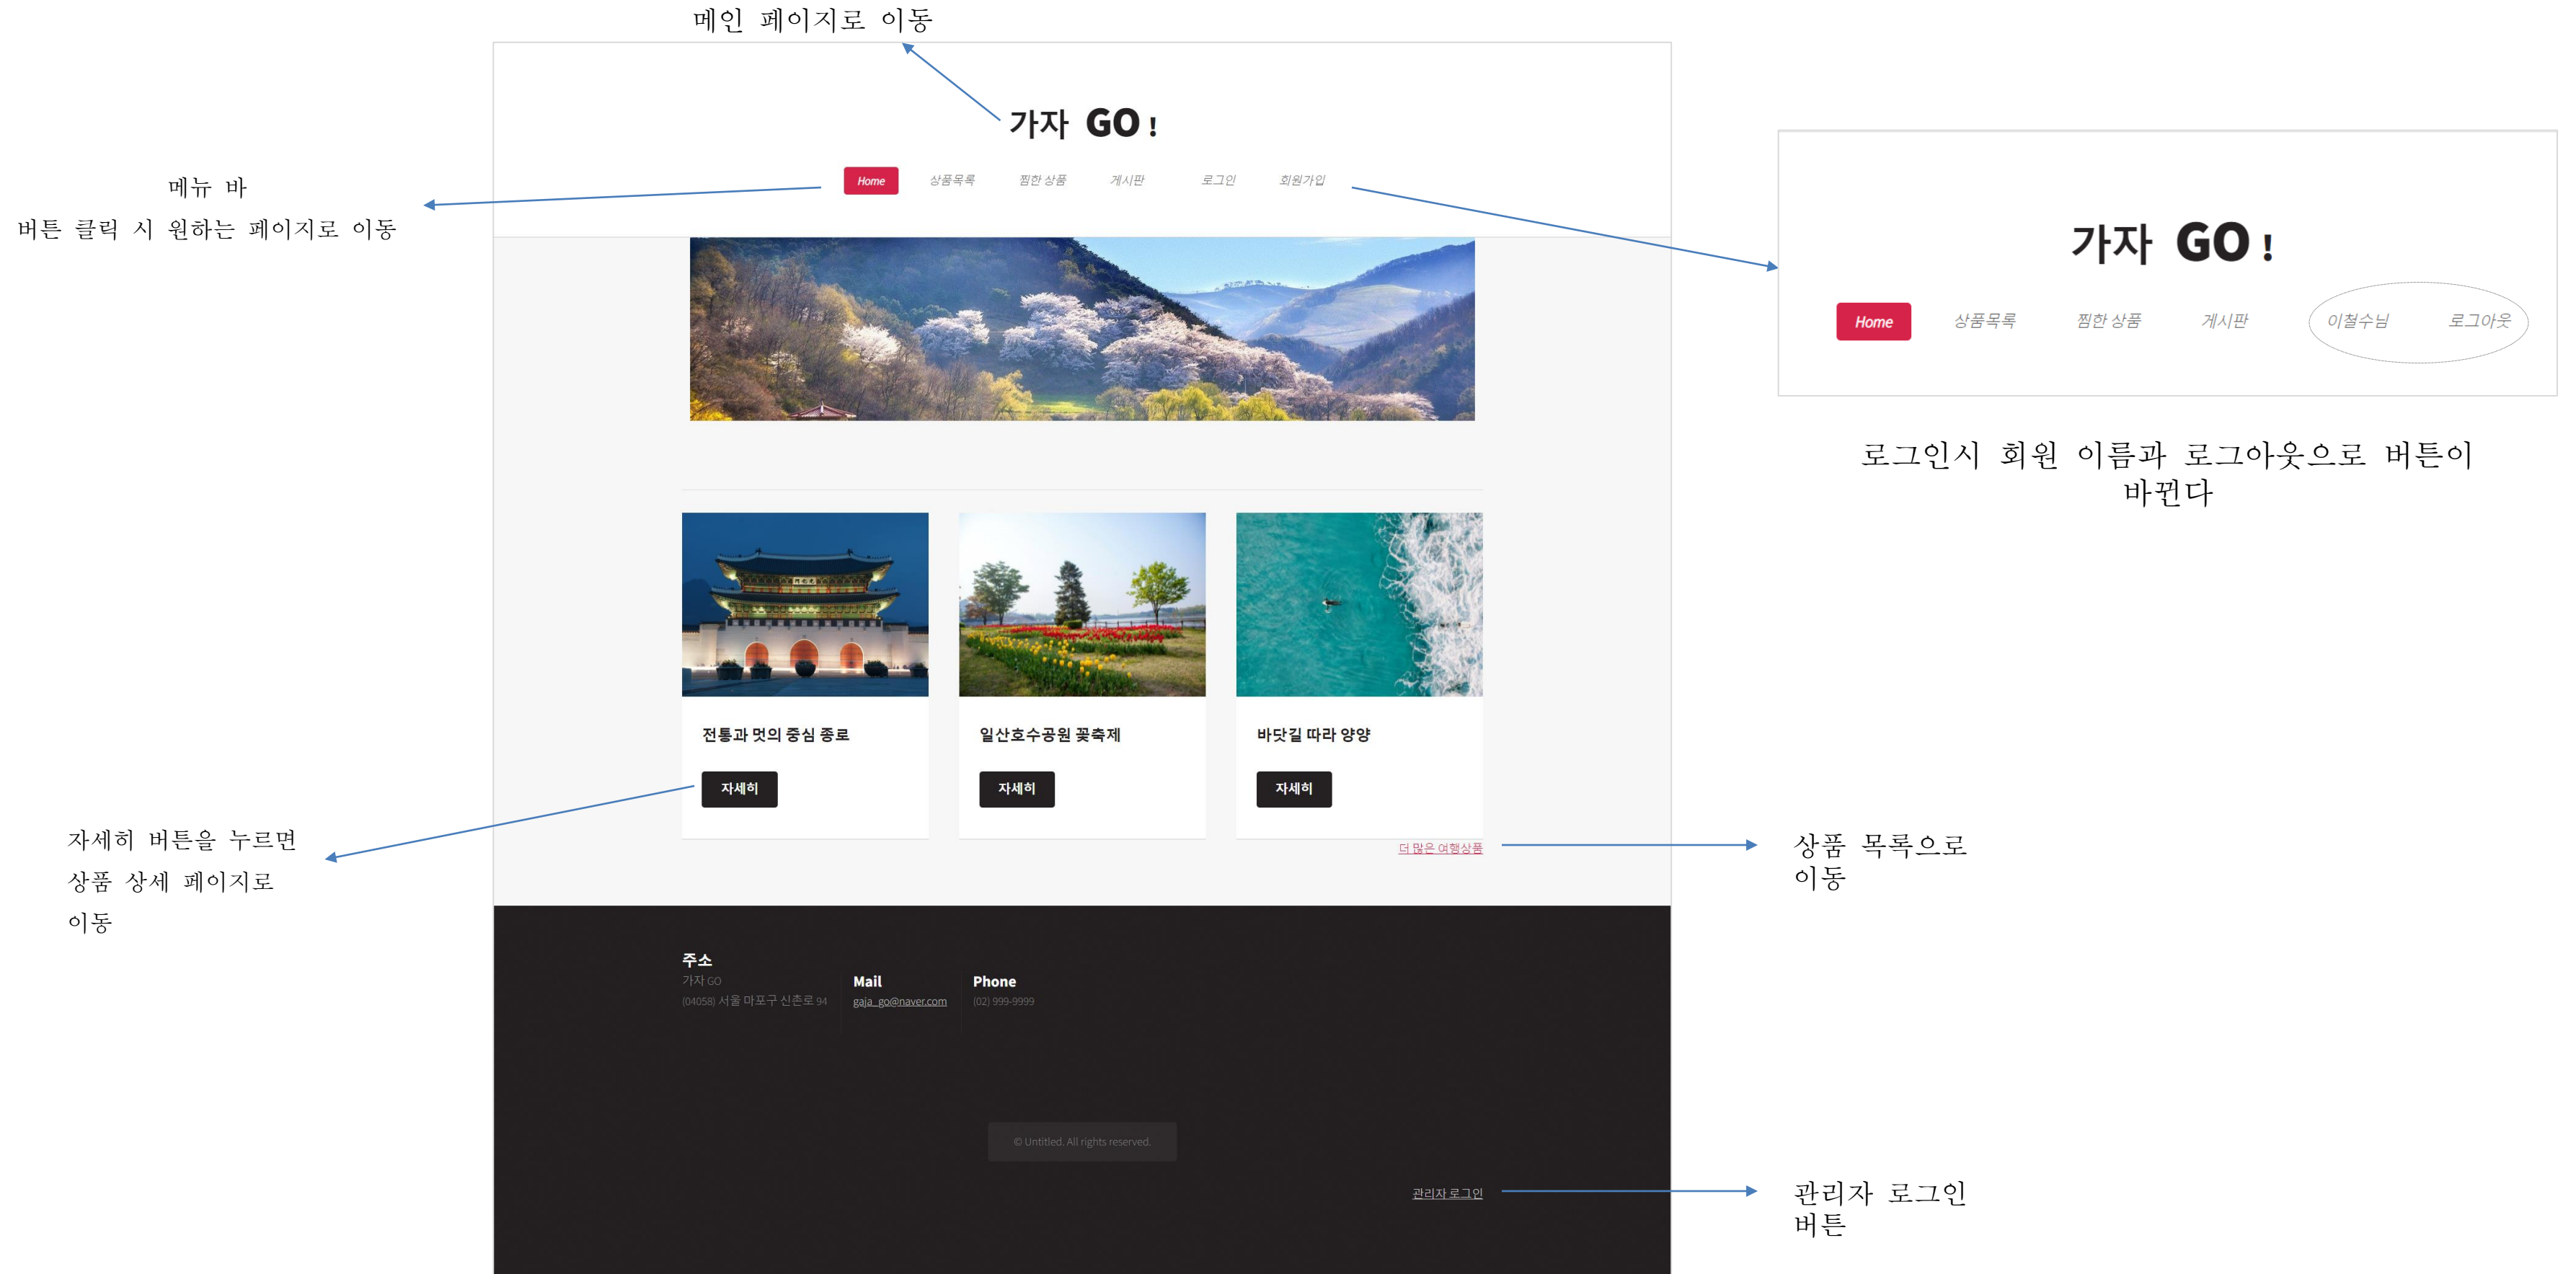 메인 페이지로 이동
가자 GO !
Home 상품목록 찜한 상품 게시판 로그인 회원가입
메뉴 바
버튼 클릭 시 원하는 페이지로 이동
가자 GO !
Home 상품목록 찜한 상품 게시판 이철수님 로그아웃
로그인시 회원 이름과 로그아웃으로 버튼이
바뀐다
전통과 멋의 중심 종로
자세히
일산호수공원 꽃축제
자세히
바닷길 따라 양양
자세히
자세히 버튼을 누르면
상품 상세 페이지로
이동
더 많은 여행상품
상품 목록으로
이동
주소
가자 GO
(04058) 서울 마포구 신촌로 94
Mail
gaja_go@naver.com
Phone
(02) 999-9999
© Untitled. All rights reserved.
관리자 로그인
관리자 로그인
버튼